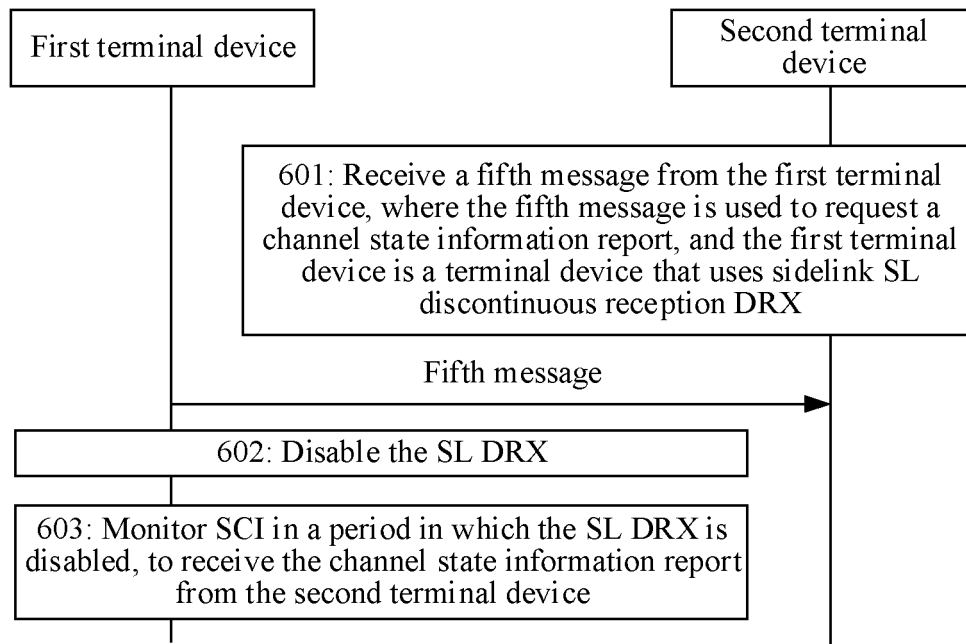 First terminal device
Second terminal
device
601: Receive a fifth message from the first terminal
device, where the fifth message is used to request a
channel state information report, and the first terminal
device is a terminal device that uses sidelink SL
discontinuous reception DRX
Fifth message
602: Disable the SL DRX
603: Monitor SCI in a period in which the SL DRX is
disabled, to receive the channel state information report
from the second terminal device